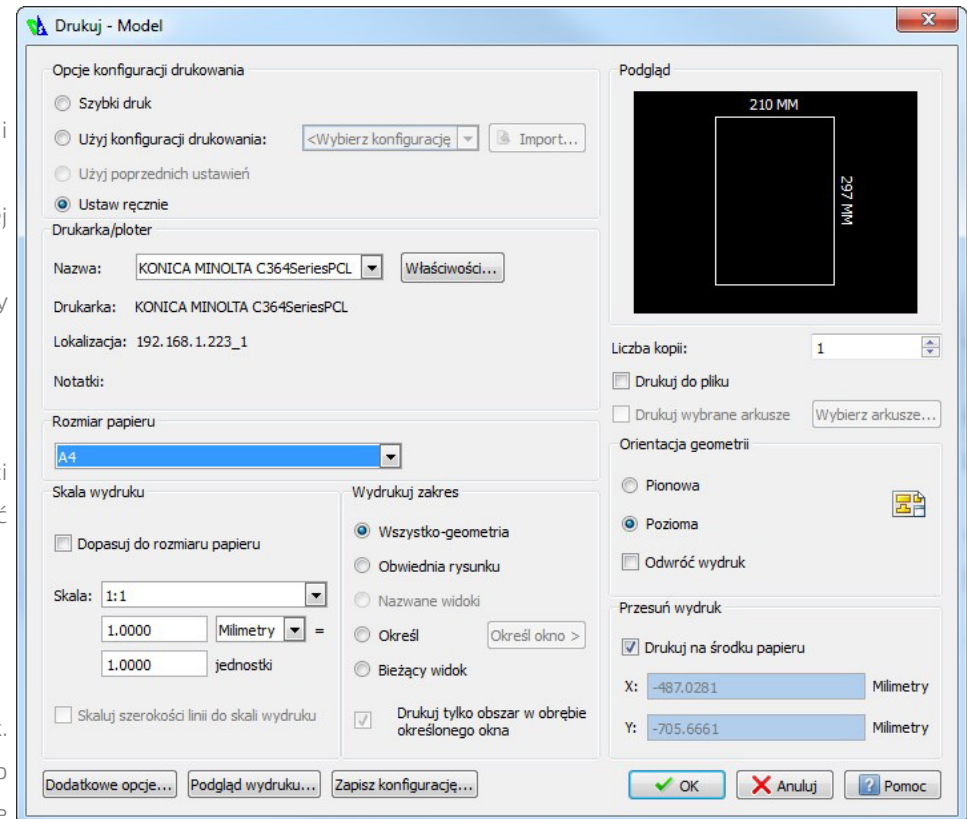 Drukuj - Model
Opcje konfiguracji drukowania
Szybki druk
Użyj konfiguracji drukowania: <Wybierz konfigurację Import...
Użyj poprzednich ustawień
Ustaw ręcznie
Drukarka/ploter
Nazwa: KONICA MINOLTA C364SeriesPCL Właściwości...
Drukarka: KONICA MINOLTA C364SeriesPCL
Lokalizacja: 192.168.1.223_1
Notatki:
Rozmiar papieru
A4
Skala wydruku
Dopasuj do rozmiaru papieru
Skala: 1:1
1.0000 Milimetry =
1.0000 jednostki
Skaluj szerokości linii do skali wydruku
Wydrukuj zakres
Wszystko-geometria
Obwiednia rysunku
Nazwane widoki
Określ Określ okno >
Bieżący widok
Drukuj tylko obszar w obrębie
określonego okna
Podgląd
210 MM
297 MM
Liczba kopii: 1
Drukuj do pliku
Drukuj wybrane arkusze Wybierz arkusze...
Orientacja geometrii
Pionowa
Pozioma
Odwróć wydruk
Przesuń wydruk
Drukuj na środku papieru
X: -487.0281 Milimetry
Y: -705.6661 Milimetry
Dodatkowe opcje... Podgląd wydruku... Zapisz konfigurację... OK Anuluj Pomoc